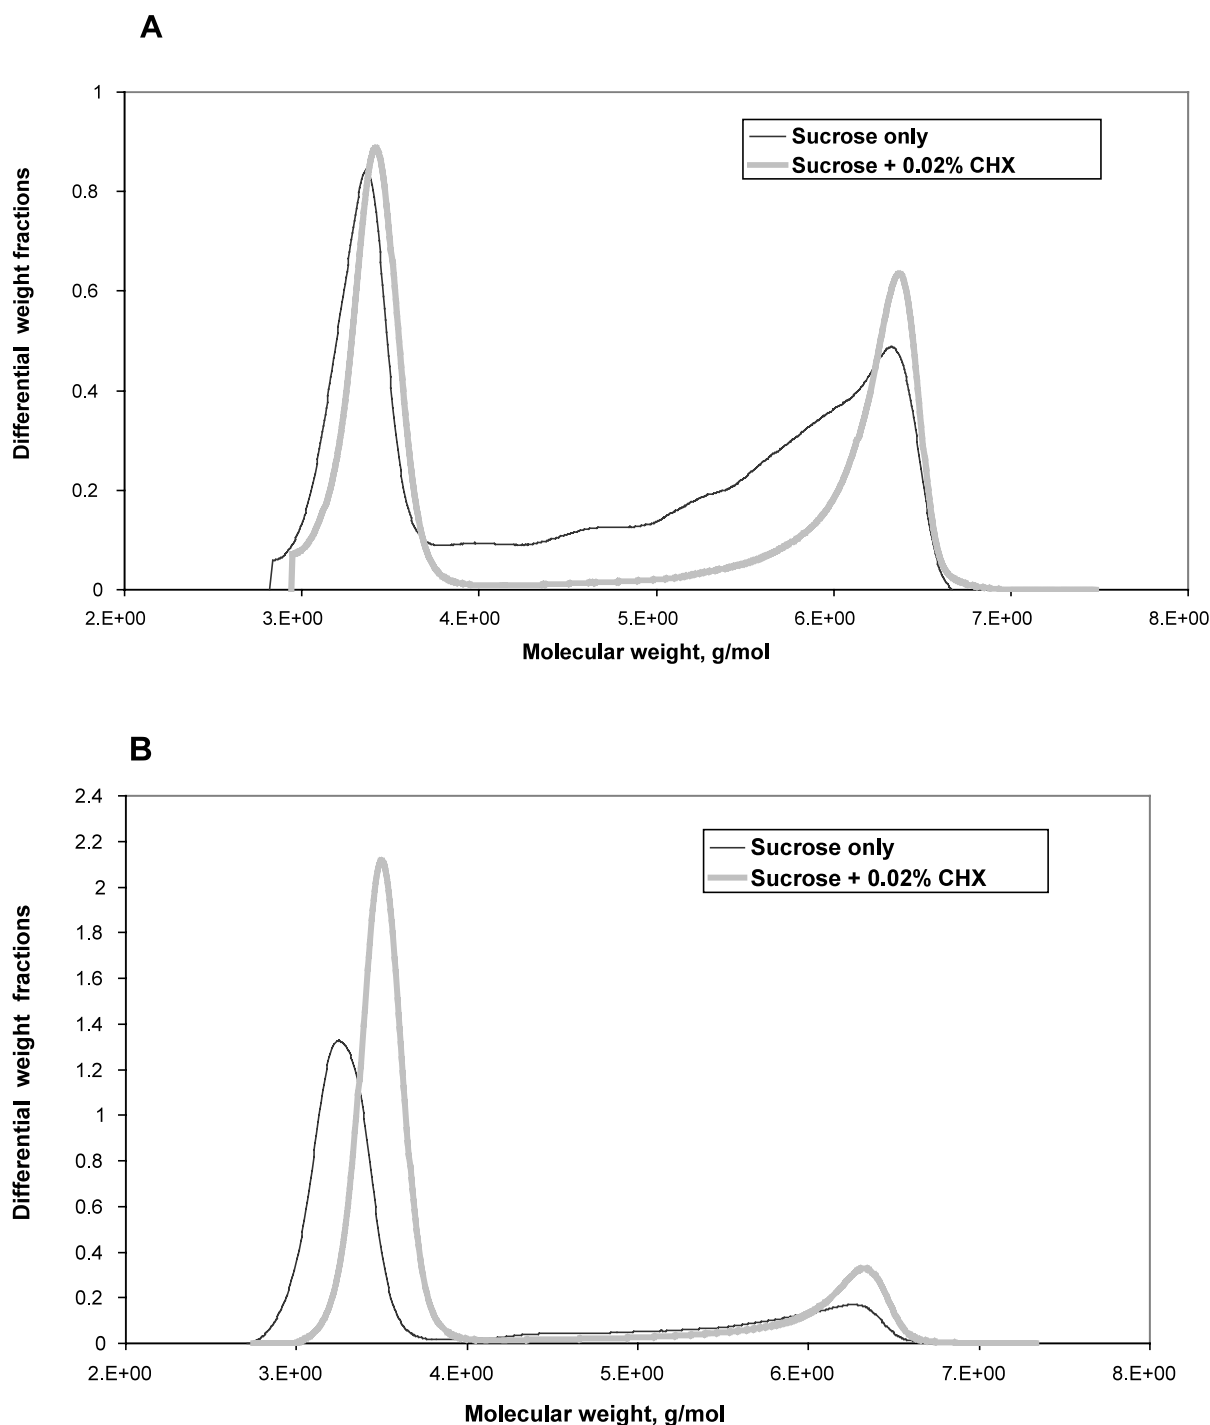 A
1
0.8
0.6
0.4
0.2
0
Differential weight fractions
Sucrose only
Sucrose + 0.02% CHX
2.E+00 3.E+00 4.E+00 5.E+00 6.E+00 7.E+00 8.E+00
Molecular weight, g/mol
B
2.4
2.2
2
1.8
1.6
1.4
1.2
1
0.8
0.6
0.4
0.2
0
Differential weight fractions
Sucrose only
Sucrose + 0.02% CHX
2.E+00 3.E+00 4.E+00 5.E+00 6.E+00 7.E+00 8.E+00
Molecular weight, g/mol